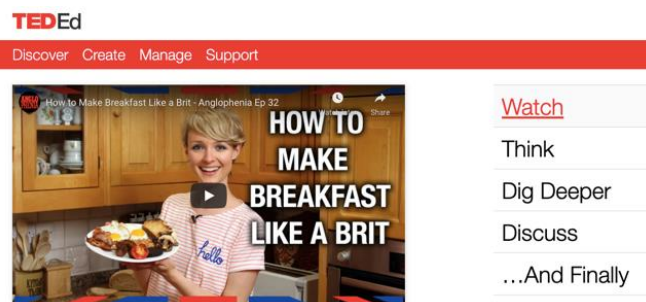 TEDEd
Discover Create Manage Support
ANGLO
How to Make Breakfast Like a Brit - Anglophenia Ep 32
Share
HOW TO
MAKE
BREAKFAST
LIKE A BRIT
hello
Watch
Think
Dig Deeper
Discuss
...And Finally